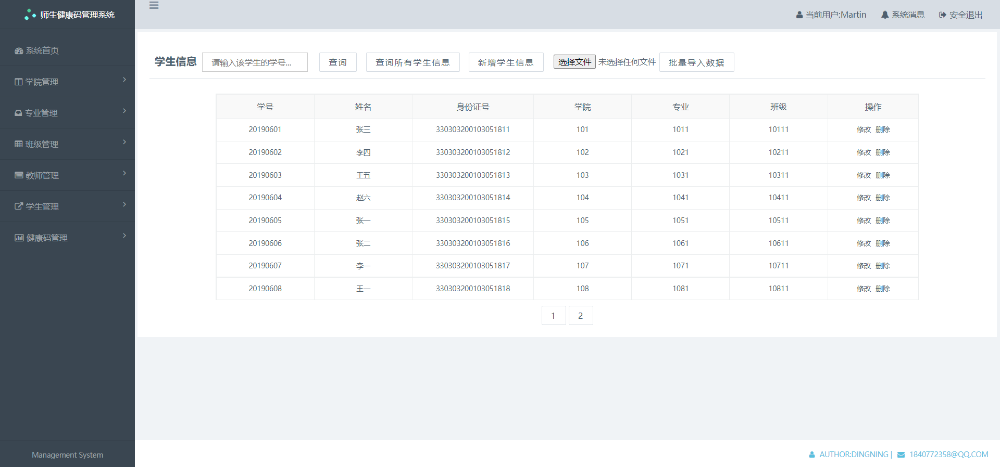 师生健康码管理系统
当前用户:Martin 系统消息 安全退出
系统首页
学院管理
专业管理
班级管理
教师管理
学生管理
健康码管理
Management System
学生信息 请输入该学生的学号... 查询 查询所有学生信息 新增学生信息 选择文件 未选择任何文件 批量导入数据
学号 姓名 身份证号 学院 专业 班级 操作
20190601 张三 330303200103051811 101 1011 10111 修改 删除
20190602 李四 330303200103051812 102 1021 10211 修改 删除
20190603 王五 330303200103051813 103 1031 10311 修改 删除
20190604 赵六 330303200103051814 104 1041 10411 修改 删除
20190605 张一 330303200103051815 105 1051 10511 修改 删除
20190606 张二 330303200103051816 106 1061 10611 修改 删除
20190607 李一 330303200103051817 107 1071 10711 修改 删除
20190608 王一 330303200103051818 108 1081 10811 修改 删除
1 2
AUTHOR:DINGNING | 1840772358@QQ.COM